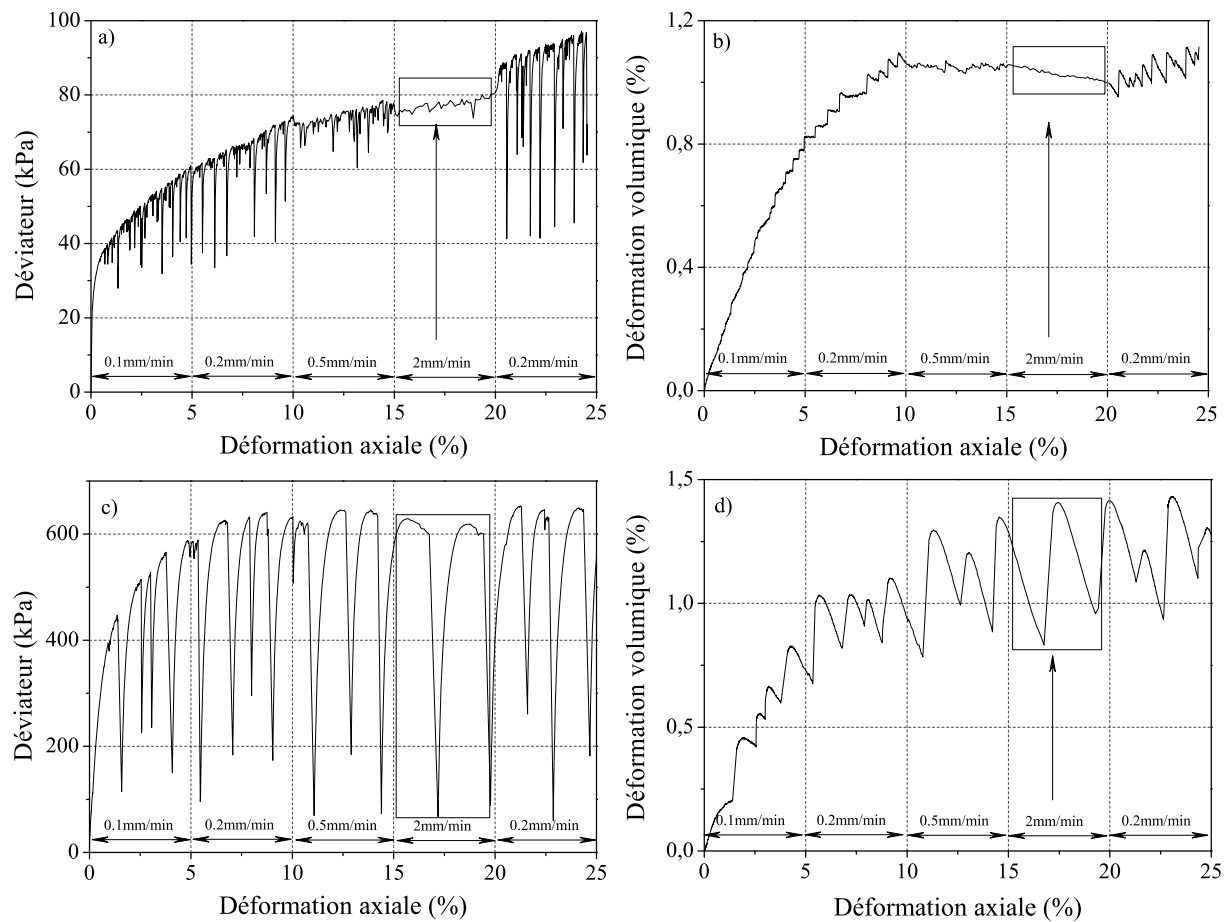 a)
Déviateur (kPa)
100
80
60
40
20
0
0.1mm/min 0.2mm/min 0.5mm/min 2mm/min 0.2mm/min
0 5 10 15 20 25
Déformation axiale (%)
b)
Déformation volumique (%)
1,2
1,2
0,8
0,4
0,0
0.1mm/min 0.2mm/min 0.5mm/min 2mm/min 0.2mm/min
0 5 10 15 20 25
Déformation axiale (%)
c)
Déviateur (kPa)
600
400
200
0
0.1mm/min 0.2mm/min 0.5mm/min 2mm/min 0.2mm/min
0 5 10 15 20 25
Déformation axiale (%)
d)
Déformation volumique (%)
1,5
1,0
0,5
0,0
0.1mm/min 0.2mm/min 0.5mm/min 2mm/min 0.2mm/min
0 5 10 15 20 25
Déformation axiale (%)